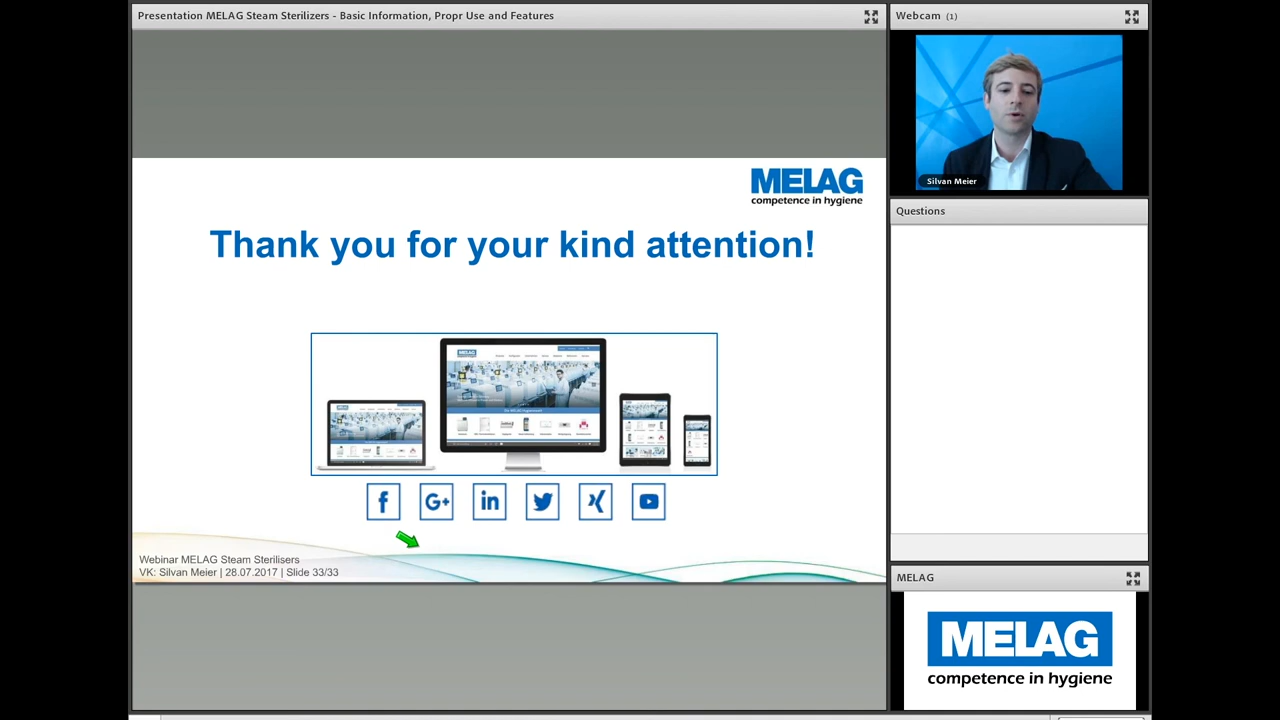 Presentation MELAG Steam Sterilizers - Basic Information, Propr Use and Features
Webcam (1)
Silvan Meier
MELAG
competence in hygiene
Thank you for your kind attention!
Questions
Webinar MELAG Steam Sterilisers
VK: Silvan Meier | 28.07.2017 | Slide 33/33
MELAG
MELAG
competence in hygiene